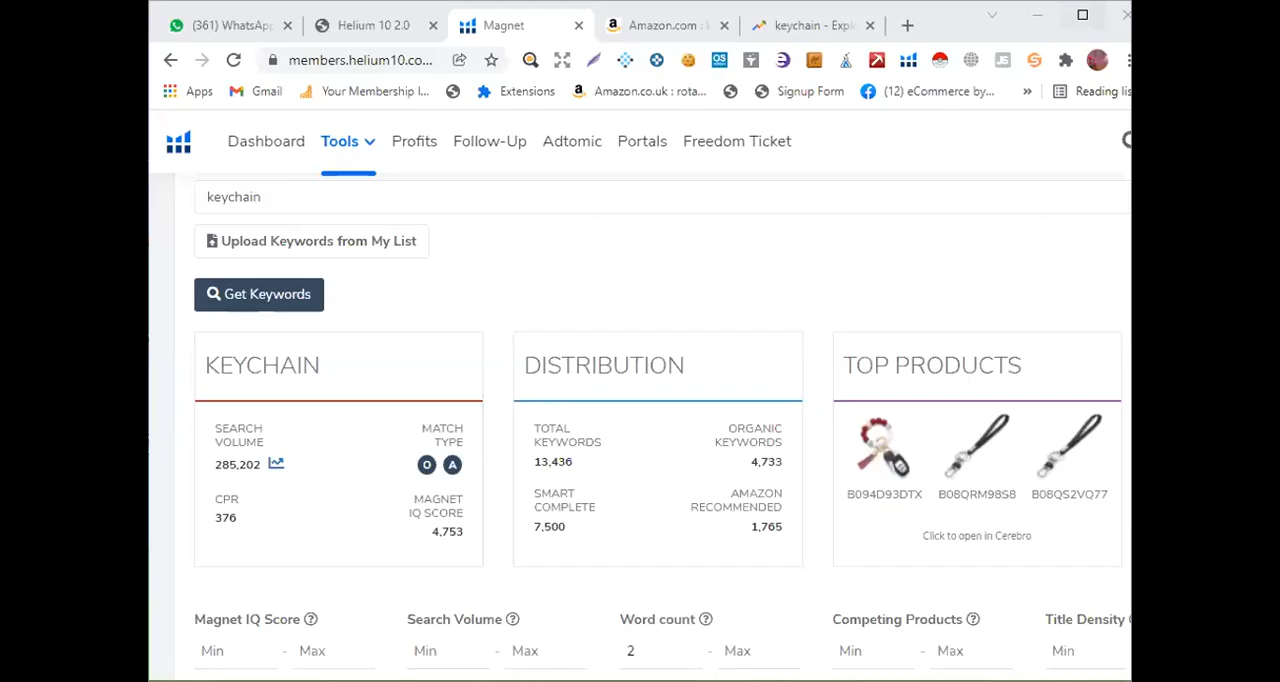 (361) WhatsApp
Helium 10 2.0
Magnet
Amazon.com :
keychain - Expl
members.helium10.co...
Apps
Gmail
Your Membership I...
Extensions
Amazon.co.uk : rota...
Signup Form
(12) eCommerce by...
»
Reading lis
Dashboard
Tools
Profits
Follow-Up
Adtomic
Portals
Freedom Ticket
keychain
Upload Keywords from My List
Get Keywords
KEYCHAIN
SEARCH
VOLUME
285,202
MATCH
TYPE
O A
CPR
376
MAGNET
IQ SCORE
4,753
DISTRIBUTION
TOTAL
KEYWORDS
13,436
ORGANIC
KEYWORDS
4,733
SMART
COMPLETE
7,500
AMAZON
RECOMMENDED
1,765
TOP PRODUCTS
B094D93DTX
B08QRM98S8
B08QS2VQ77
Click to open in Cerebro
Magnet IQ Score
Min - Max
Search Volume
Min - Max
Word count
2 - Max
Competing Products
Min - Max
Title Density
Min